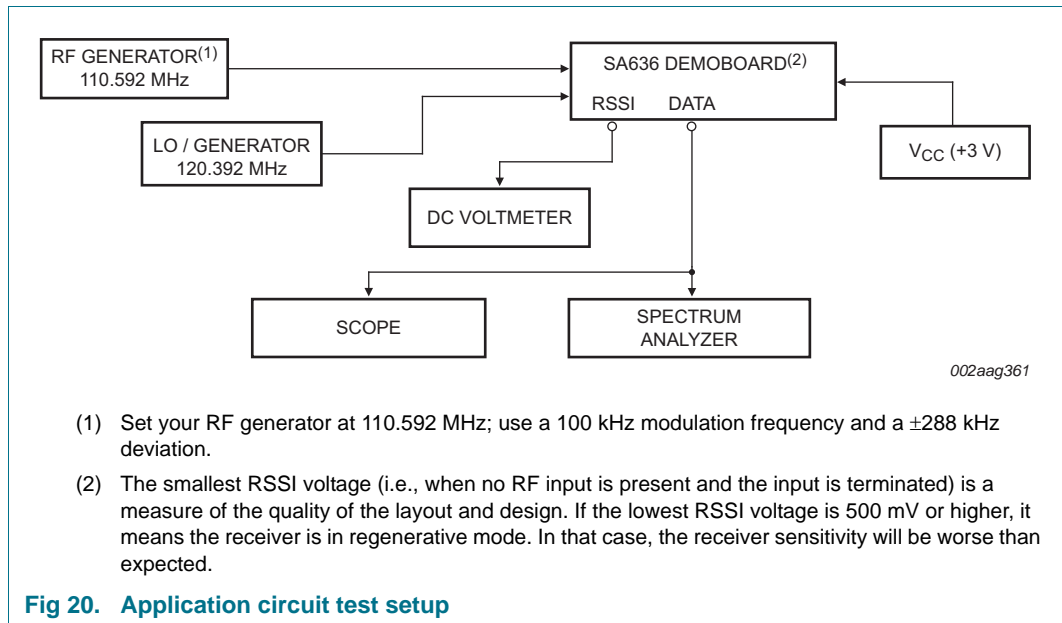 RF GENERATOR(1)
110.592 MHz
SA636 DEMOBOARD(2)
RSSI DATA
LO / GENERATOR
120.392 MHz
VCC (+3 V)
DC VOLTMETER
SCOPE
SPECTRUM
ANALYZER
002aag361
(1) Set your RF generator at 110.592 MHz; use a 100 kHz modulation frequency and a ±288 kHz
deviation.
(2) The smallest RSSI voltage (i.e., when no RF input is present and the input is terminated) is a
measure of the quality of the layout and design. If the lowest RSSI voltage is 500 mV or higher, it
means the receiver is in regenerative mode. In that case, the receiver sensitivity will be worse than
expected.
Fig 20. Application circuit test setup